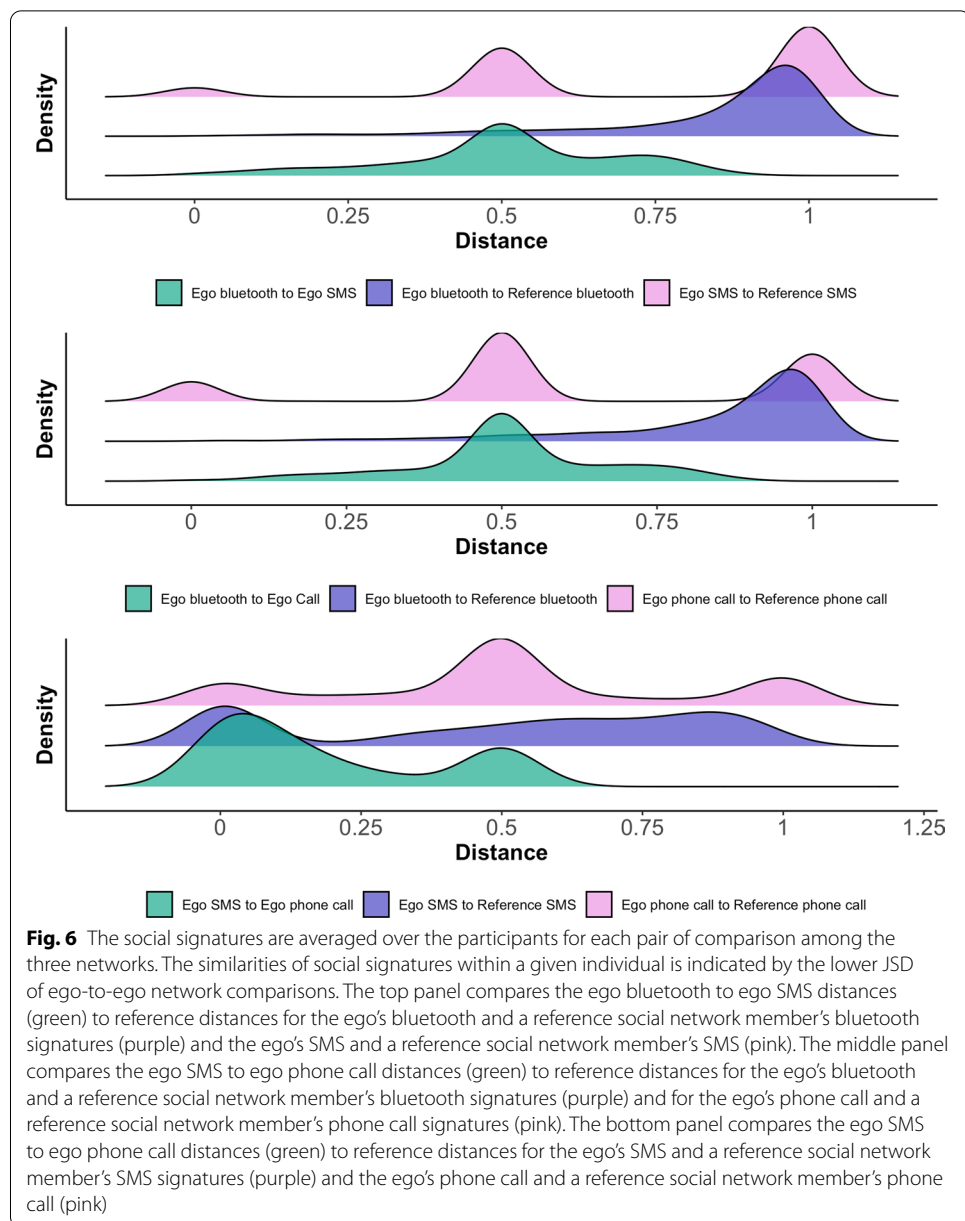 Density
0 0.25 0.5 0.75 1
Distance
Ego bluetooth to Ego SMS Ego bluetooth to Reference bluetooth Ego SMS to Reference SMS
Density
0 0.25 0.5 0.75 1
Distance
Ego bluetooth to Ego Call Ego bluetooth to Reference bluetooth Ego phone call to Reference phone call
Density
0 0.25 0.5 0.75 1 1.25
Distance
Ego SMS to Ego phone call Ego SMS to Reference SMS Ego phone call to Reference phone call
Fig. 6 The social signatures are averaged over the participants for each pair of comparison among the
three networks. The similarities of social signatures within a given individual is indicated by the lower JSD
of ego-to-ego network comparisons. The top panel compares the ego bluetooth to ego SMS distances
(green) to reference distances for the ego's bluetooth and a reference social network member's bluetooth
signatures (purple) and the ego's SMS and a reference social network member's SMS (pink). The middle panel
compares the ego SMS to ego phone call distances (green) to reference distances for the ego's bluetooth
and a reference social network member's bluetooth signatures (purple) and for the ego's phone call and a
reference social network member's phone call signatures (pink). The bottom panel compares the ego SMS
to ego phone call distances (green) to reference distances for the ego's SMS and a reference social network
member's SMS signatures (purple) and the ego's phone call and a reference social network member's phone
call (pink)